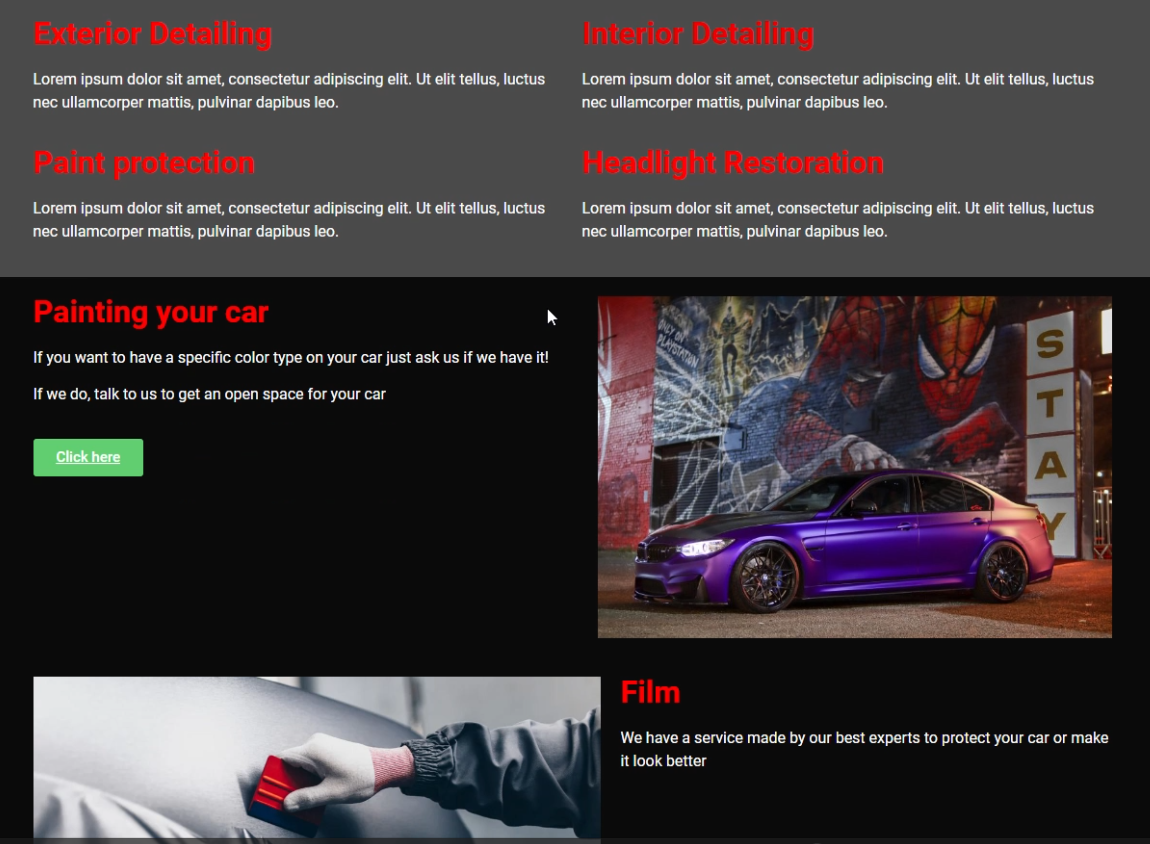 Exterior Detailing
Lorem ipsum dolor sit amet, consectetur adipiscing elit. Ut elit tellus, luctus
nec ullamcorper mattis, pulvinar dapibus leo.
Interior Detailing
Lorem ipsum dolor sit amet, consectetur adipiscing elit. Ut elit tellus, luctus
nec ullamcorper mattis, pulvinar dapibus leo.
Paint protection
Lorem ipsum dolor sit amet, consectetur adipiscing elit. Ut elit tellus, luctus
nec ullamcorper mattis, pulvinar dapibus leo.
Headlight Restoration
Lorem ipsum dolor sit amet, consectetur adipiscing elit. Ut elit tellus, luctus
nec ullamcorper mattis, pulvinar dapibus leo.
Painting your car
If you want to have a specific color type on your car just ask us if we have it!
If we do, talk to us to get an open space for your car
Click here
ONLY ON
PLAYSTATION
S
T
A
Y
Film
We have a service made by our best experts to protect your car or make
it look better